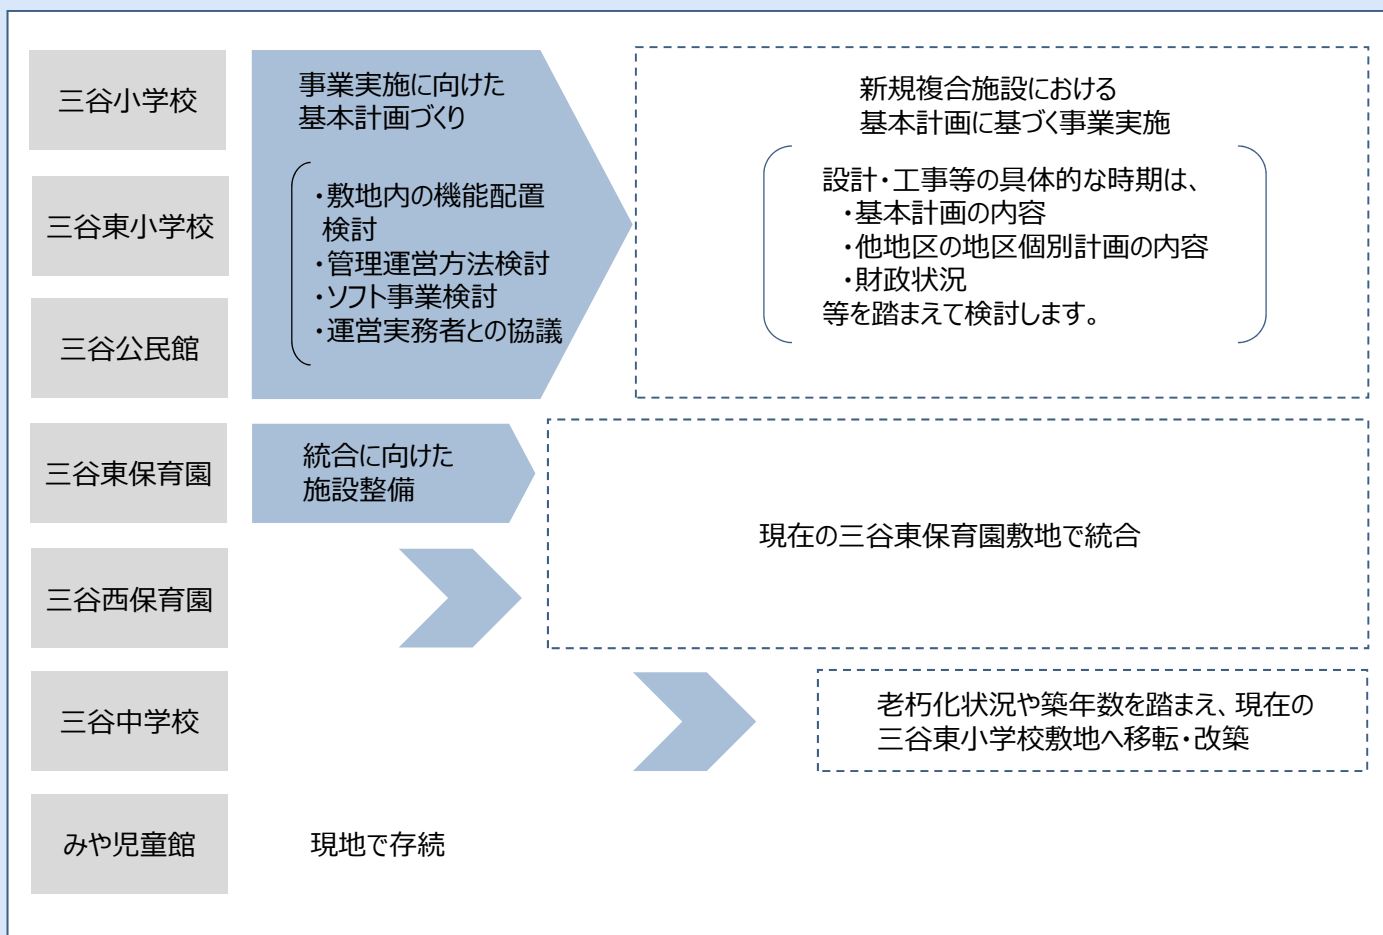 三谷小学校
事業実施に向けた
基本計画づくり
新規複合施設における
基本計画に基づく事業実施
三谷東小学校
・敷地内の機能配置
検討
・管理運営方法検討
・ソフト事業検討
・運営実務者との協議
設計・工事等の具体的な時期は、
・基本計画の内容
・他地区の地区個別計画の内容
・財政状況
等を踏まえて検討します。
三谷公民館
三谷東保育園
統合に向けた
施設整備
現在の三谷東保育園敷地で統合
三谷西保育園
三谷中学校
老朽化状況や築年数を踏まえ、現在の
三谷東小学校敷地へ移転・改築
みや児童館
現地で存続